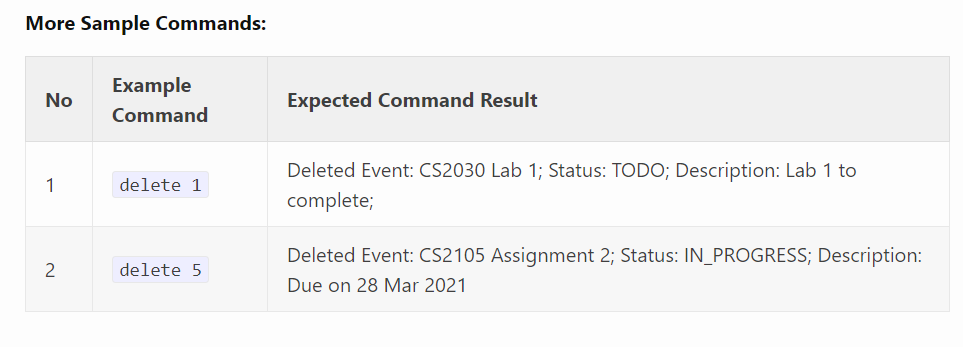 More Sample Commands:
No
Example
Command
Expected Command Result
1
delete 1
Deleted Event: CS2030 Lab 1; Status: TODO; Description: Lab 1 to
complete;
2
delete 5
Deleted Event: CS2105 Assignment 2; Status: IN_PROGRESS; Description:
Due on 28 Mar 2021